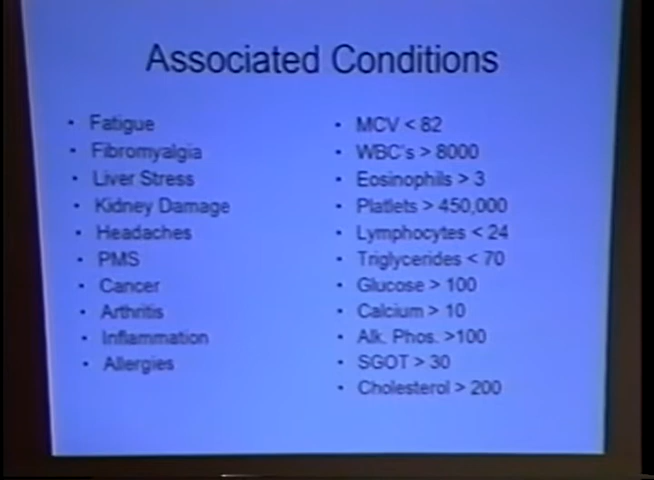 Associated Conditions
• Fatigue
• Fibromyalgia
• Liver Stress
• Kidney Damage
• Headaches
• PMS
• Cancer
• Arthritis
• Inflammation
• Allergies
• MCV < 82
• WBC's > 8000
• Eosinophils > 3
• Platlets > 450,000
• Lymphocytes < 24
• Triglycerides < 70
• Glucose > 100
• Calcium > 10
• Alk. Phos. >100
• SGOT > 30
• Cholesterol > 200